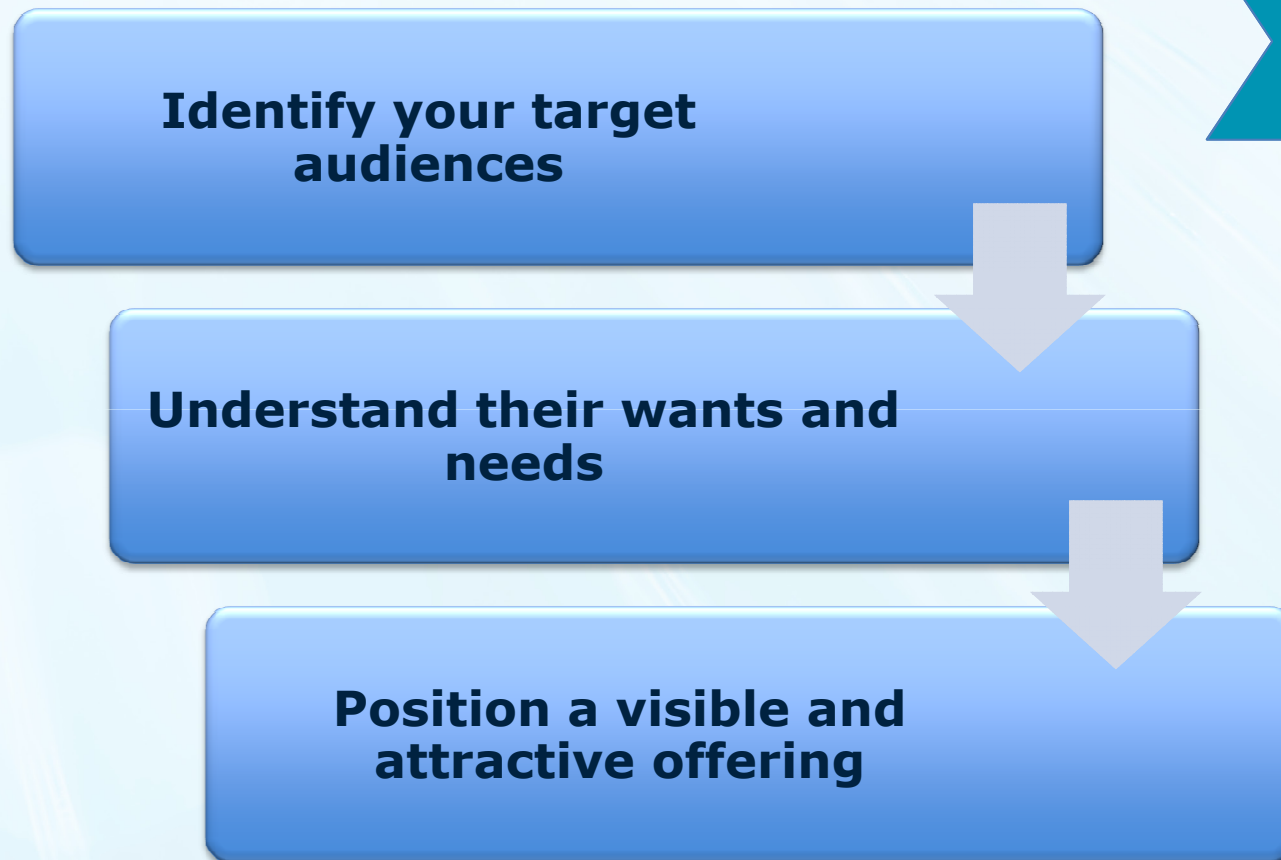 Identify your target
audiences
Understand their wants and
needs
Position a visible and
attractive offering